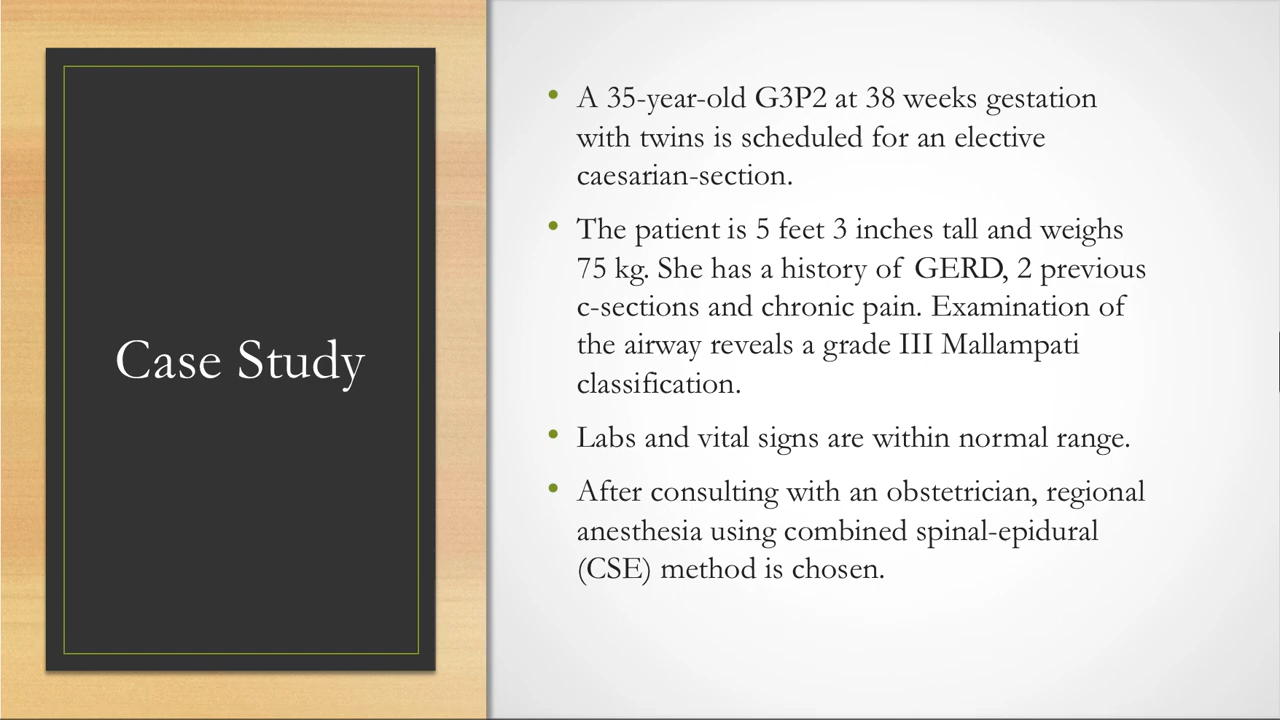 Case Study
• A 35-year-old G3P2 at 38 weeks gestation
with twins is scheduled for an elective
caesarian-section.
• The patient is 5 feet 3 inches tall and weighs
75 kg. She has a history of GERD, 2 previous
c-sections and chronic pain. Examination of
the airway reveals a grade III Mallampati
classification.
• Labs and vital signs are within normal range.
• After consulting with an obstetrician, regional
anesthesia using combined spinal-epidural
(CSE) method is chosen.